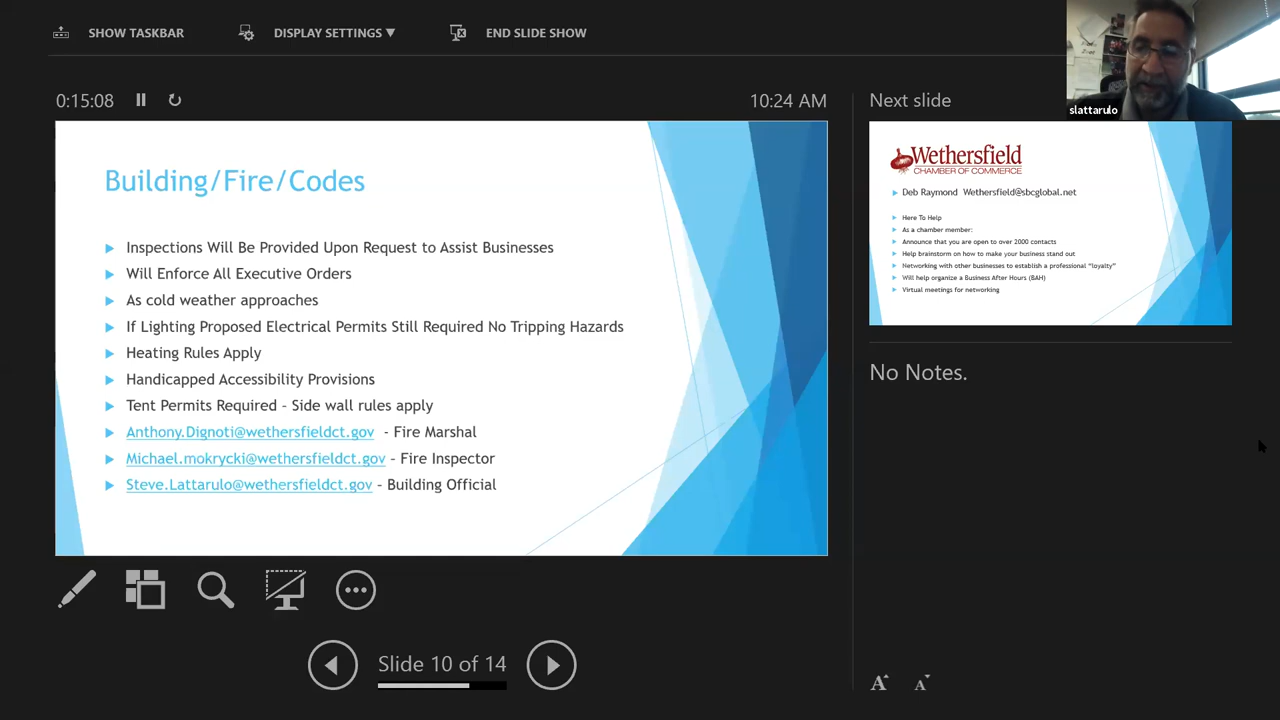 SHOW TASKBAR
DISPLAY SETTINGS ▼
END SLIDE SHOW
slattarulo
0:15:08
10:24 AM
Building/Fire/Codes
Inspections Will Be Provided Upon Request to Assist Businesses
Will Enforce All Executive Orders
As cold weather approaches
If Lighting Proposed Electrical Permits Still Required No Tripping Hazards
Heating Rules Apply
Handicapped Accessibility Provisions
Tent Permits Required – Side wall rules apply
Anthony.Dignoti@wethersfieldct.gov - Fire Marshal
Michael.mokrycki@wethersfieldct.gov – Fire Inspector
Steve.Lattarulo@wethersfieldct.gov - Building Official
Slide 10 of 14
Next slide
Wethersfield
CHAMBER OF COMMERCE
Deb Raymond Wethersfield@sbcglobal.net
Here To Help
As a chamber member:
Announce that you are open to over 2000 contacts
Help brainstorm on how to make your business stand out
Networking with other businesses to establish a professional "loyalty"
Will help organize a Business After Hours (BAH)
Virtual meetings for networking
No Notes.
A A